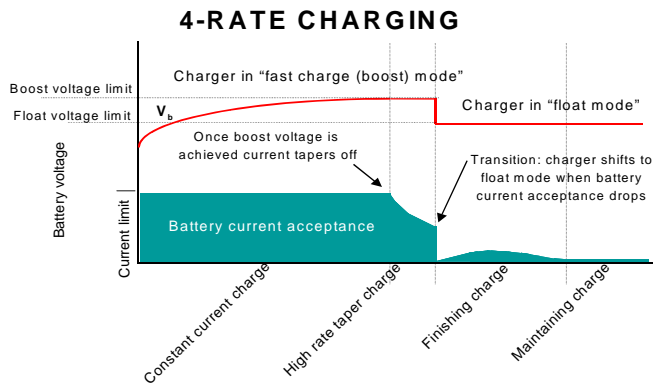 4-RATE CHARGING
Charger in “fast charge (boost) mode”
Boost voltage limit
V_b
Charger in “float mode”
Float voltage limit
Once boost voltage is
achieved current tapers off
Transition: charger shifts to
float mode when battery
current acceptance drops
Battery voltage
Current limit
Battery current acceptance
Constant current charge
High rate taper charge
Finishing charge
Maintaining charge